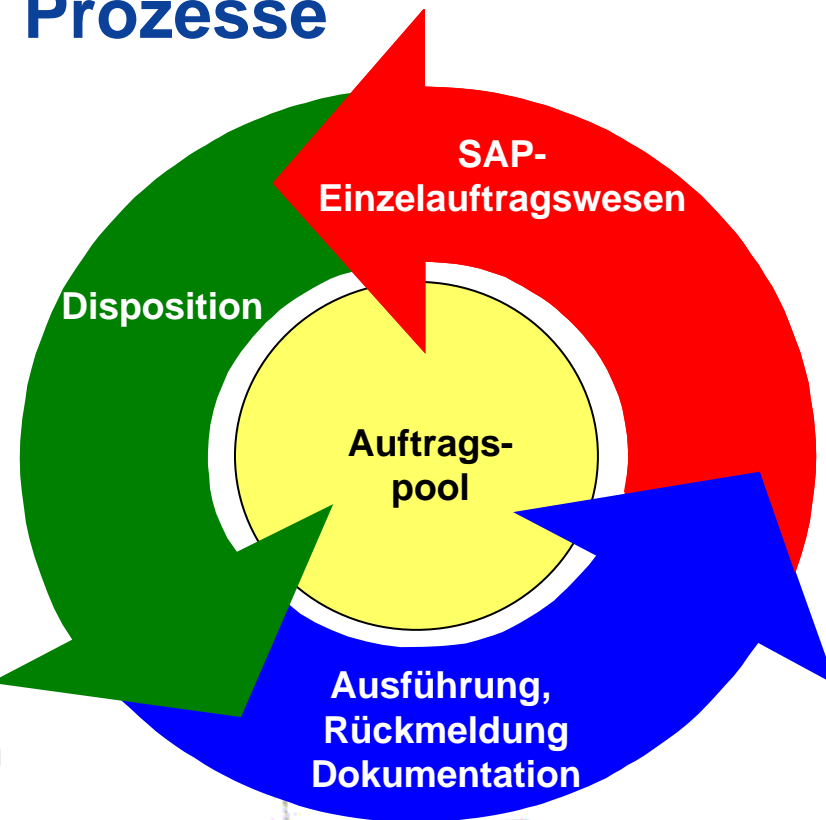 Prozesse
SAP-
Einzelauftragswesen
Disposition
Auftrags-
pool
Ausführung,
Rückmeldung
Dokumentation